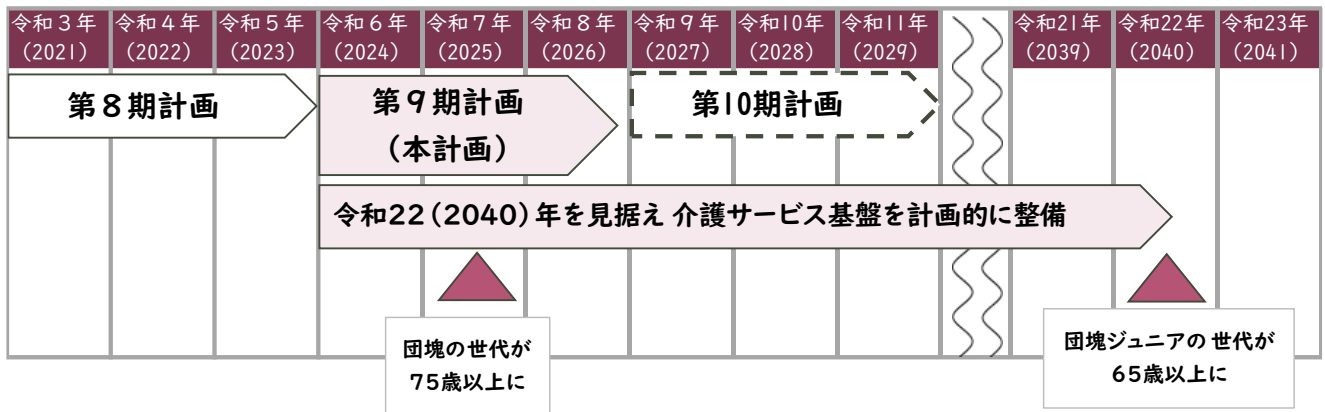 令和3年 令和4年 令和5年 令和6年 令和7年 令和8年 令和9年 令和10年 令和11年 令和21年 令和22年 令和23年
(2021) (2022) (2023) (2024) (2025) (2026) (2027) (2028) (2029) (2039) (2040) (2041)
第8期計画
第9期計画
(本計画)
第10期計画
令和22(2040)年を見据え 介護サービス基盤を計画的に整備
団塊の世代が
75歳以上に
団塊ジュニアの 世代が
65歳以上に